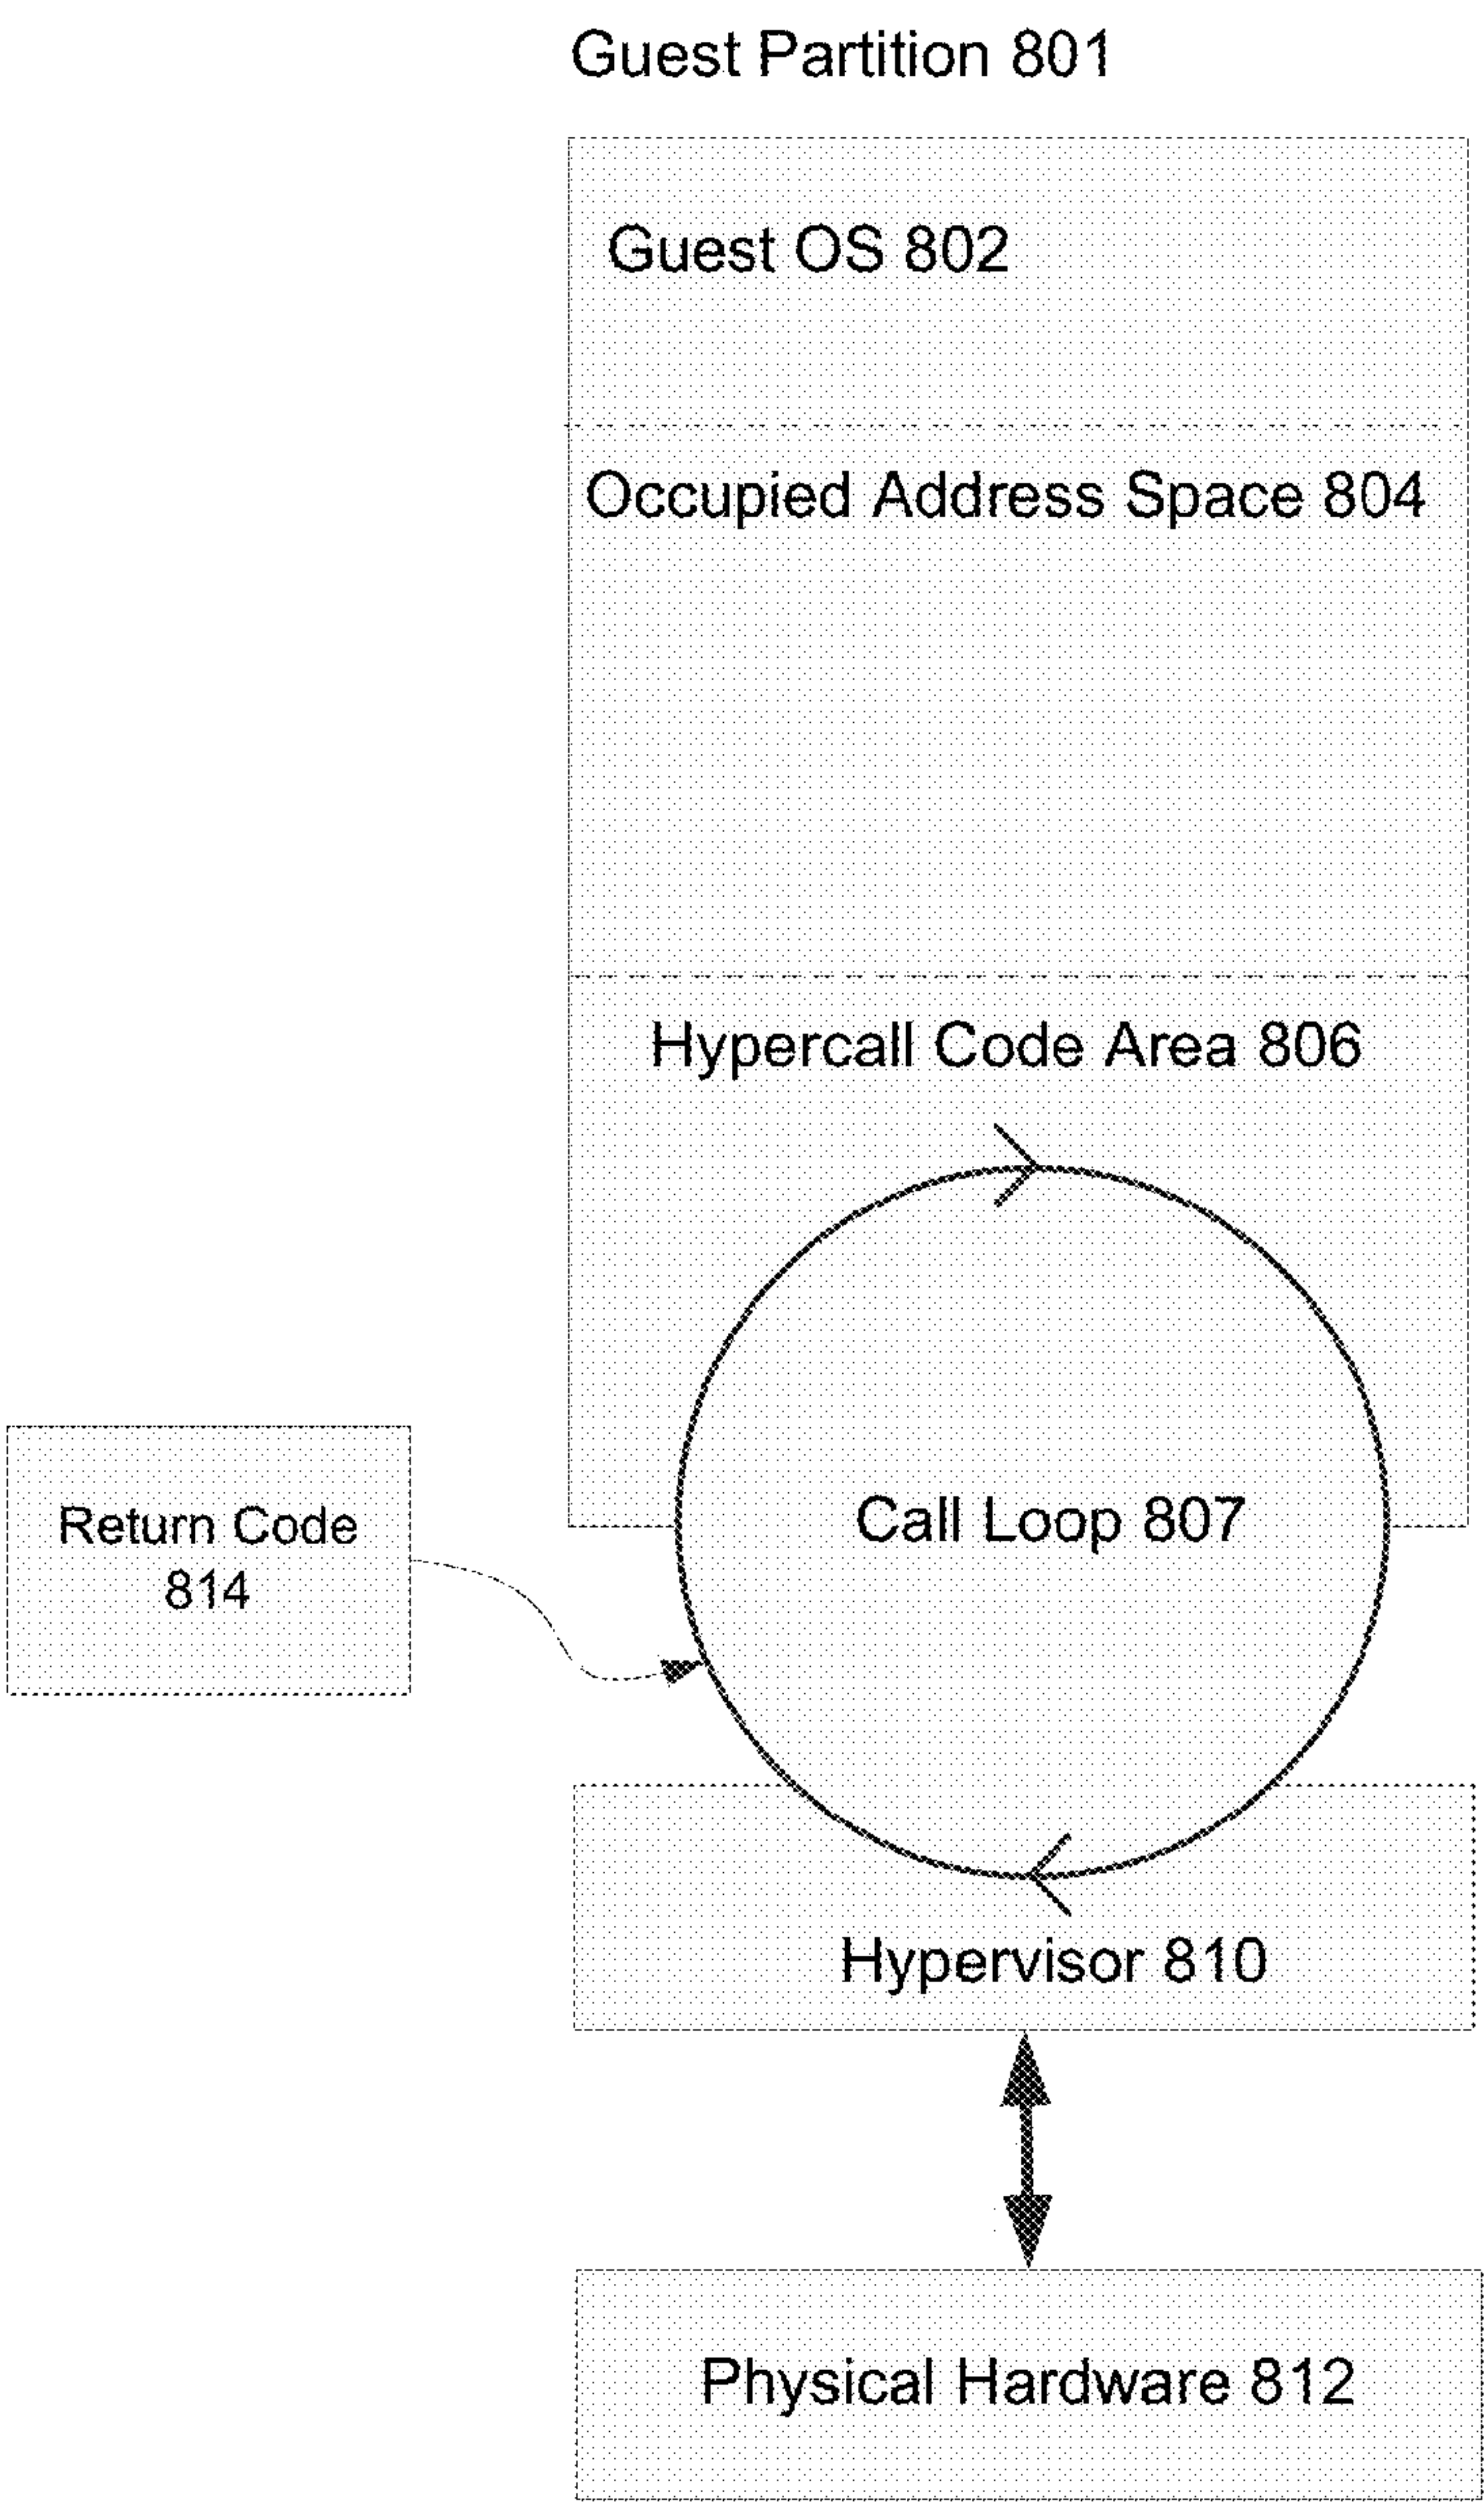 Guest Partition 801
Guest OS 802
Occupied Address Space 804
Hypercall Code Area 806
Call Loop 807
Return Code
814
Hypervisor 810
Physical Hardware 812